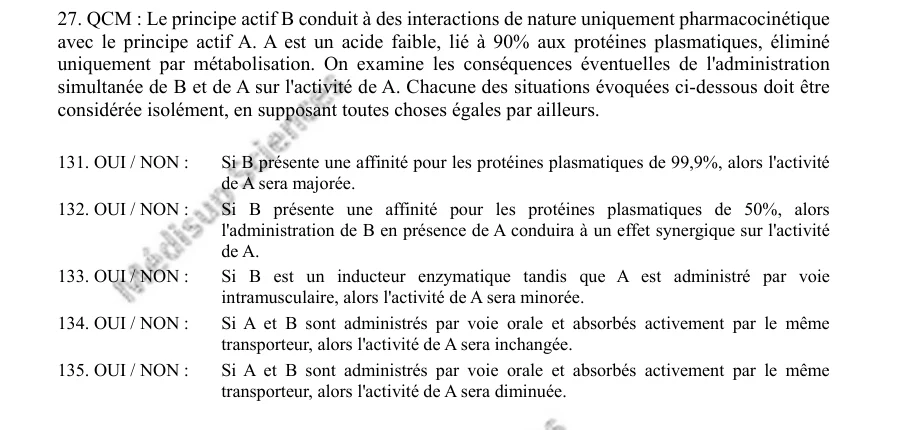 27. QCM : Le principe actif B conduit à des interactions de nature uniquement pharmacocinétique
avec le principe actif A. A est un acide faible, lié à 90% aux protéines plasmatiques, éliminé
uniquement par métabolisation. On examine les conséquences éventuelles de l'administration
simultanée de B et de A sur l'activité de A. Chacune des situations évoquées ci-dessous doit être
considérée isolément, en supposant toutes choses égales par ailleurs.
131. OUI / NON : Si B présente une affinité pour les protéines plasmatiques de 99,9%, alors l'activité
de A sera majorée.
132. OUI / NON : Si B présente une affinité pour les protéines plasmatiques de 50%, alors
l'administration de B en présence de A conduira à un effet synergique sur l'activité
de A.
133. OUI / NON : Si B est un inducteur enzymatique tandis que A est administré par voie
intramusculaire, alors l'activité de A sera minorée.
134. OUI / NON : Si A et B sont administrés par voie orale et absorbés activement par le même
transporteur, alors l'activité de A sera inchangée.
135. OUI / NON : Si A et B sont administrés par voie orale et absorbés activement par le même
transporteur, alors l'activité de A sera diminuée.
Médisup Sciences